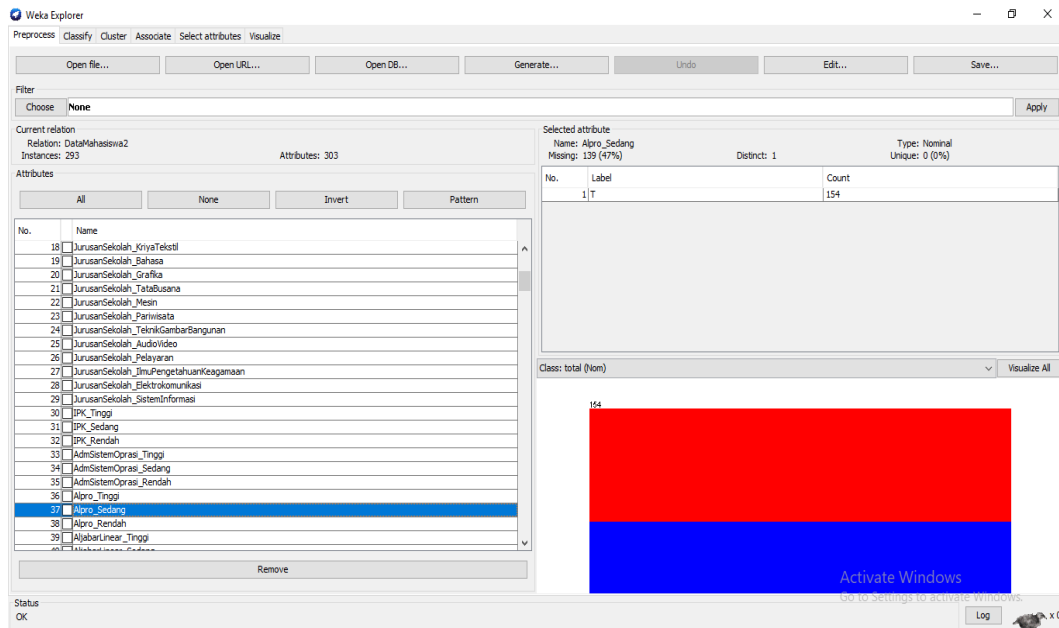 Weka Explorer
Preprocess Classify Cluster Associate Select attributes Visualize
Open file... Open URL... Open DB... Generate... Undo Edit... Save...
Filter
Choose None Apply
Current relation
Relation: DataMahasiswa2
Instances: 293 Attributes: 303
Attributes
All None Invert Pattern
No. Name
18 JurusanSekolah_KriyaTekstil
19 JurusanSekolah_Bahasa
20 JurusanSekolah_Grafika
21 JurusanSekolah_TataBusana
22 JurusanSekolah_Mesin
23 JurusanSekolah_Pariwisata
24 JurusanSekolah_TeknikGambarBangunan
25 JurusanSekolah_AudioVideo
26 JurusanSekolah_Pelayaran
27 JurusanSekolah_IlmuPengetahuanKeagamaan
28 JurusanSekolah_Elektrokomunikasi
29 JurusanSekolah_SistemInformasi
30 IPK_Tinggi
31 IPK_Sedang
32 IPK_Rendah
33 AdmSistemOprasi_Tinggi
34 AdmSistemOprasi_Sedang
35 AdmSistemOprasi_Rendah
36 Alpro_Tinggi
37 Alpro_Sedang
38 Alpro_Rendah
39 AljabarLinear_Tinggi
Remove
Selected attribute
Name: Alpro_Sedang Type: Nominal
Missing: 139 (47%) Distinct: 1 Unique: 0 (0%)
No. Label Count
1 T 154
Class: total (Nom) Visualize All
154
Activate Windows
Go to Settings to activate Windows.
Status
OK
Log x 0